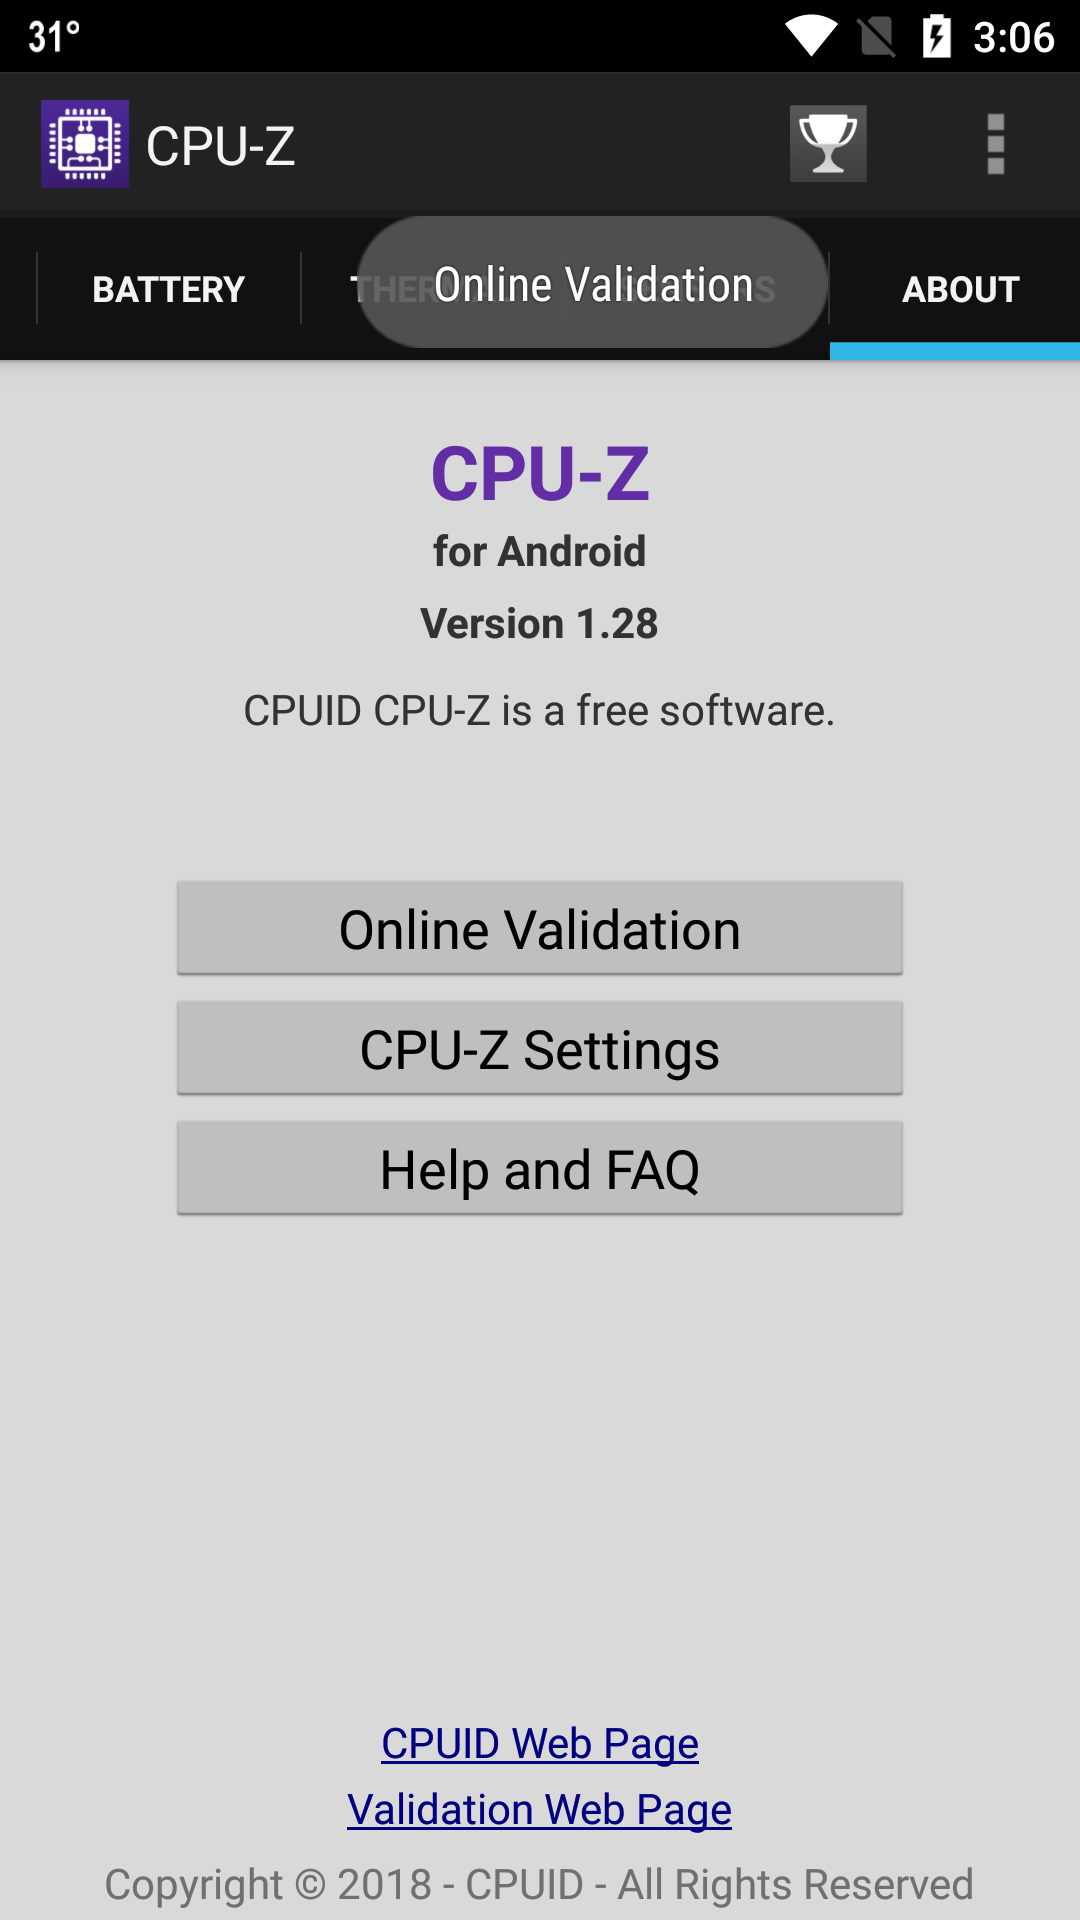 31°
3:06
CPU-Z
BATTERY
Online Validation
ABOUT
CPU-Z
for Android
Version 1.28
CPUID CPU-Z is a free software.
Online Validation
CPU-Z Settings
Help and FAQ
CPUID Web Page
Validation Web Page
Copyright © 2018 - CPUID - All Rights Reserved